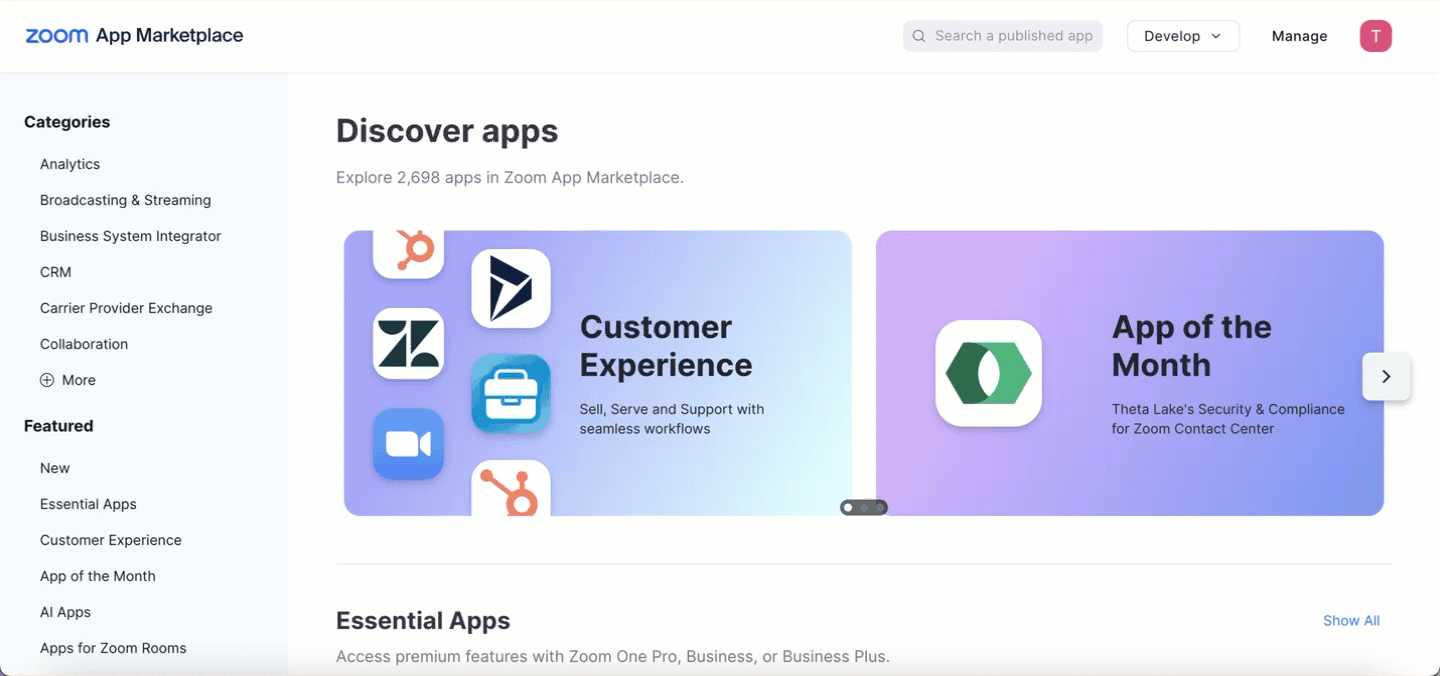 zoom App Marketplace
Search a published app
Develop
Manage
T
Categories
Analytics
Broadcasting & Streaming
Business System Integrator
CRM
Carrier Provider Exchange
Collaboration
More
Featured
New
Essential Apps
Customer Experience
App of the Month
AI Apps
Apps for Zoom Rooms
Discover apps
Explore 2,698 apps in Zoom App Marketplace.
Customer
Experience
Sell, Serve and Support with
seamless workflows
App of the
Month
Theta Lake's Security & Compliance
for Zoom Contact Center
Essential Apps
Show All
Access premium features with Zoom One Pro, Business, or Business Plus.